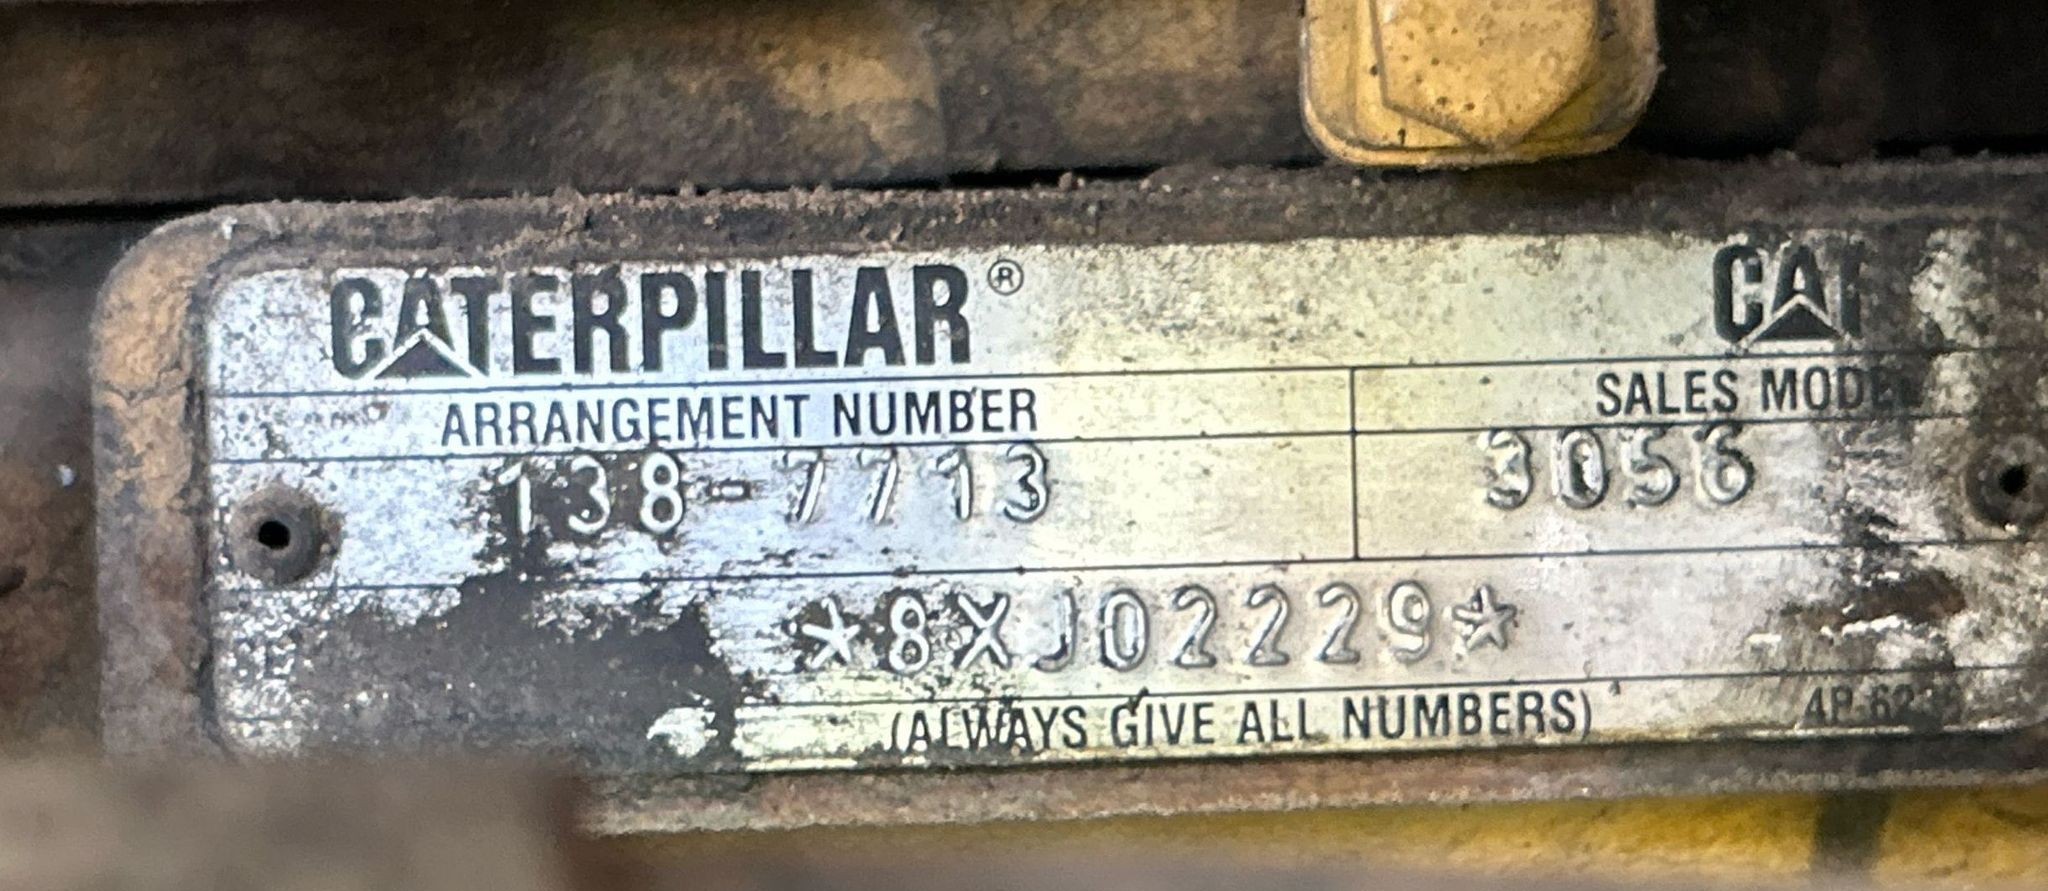 CATERPILLAR® CAT
ARRANGEMENT NUMBER SALES MODEL
138-7713 3056
*8XJ02229*
(ALWAYS GIVE ALL NUMBERS)